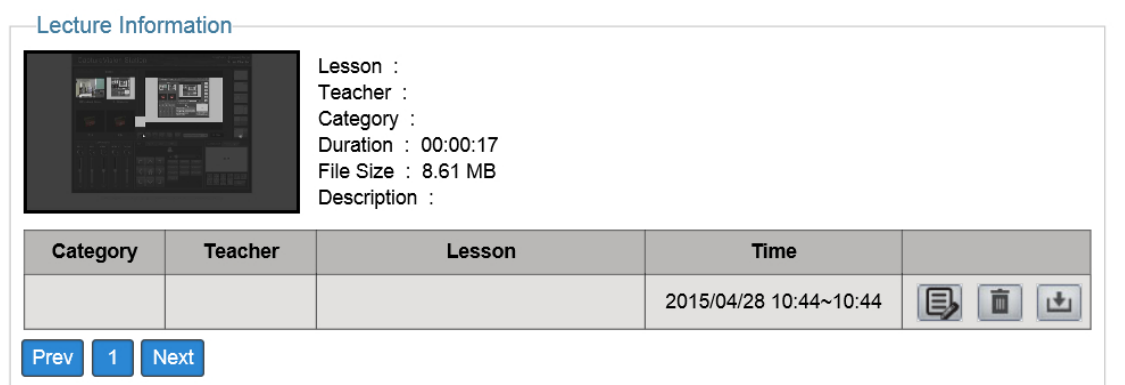 Lecture Information
Lesson :
Teacher :
Category :
Duration : 00:00:17
File Size : 8.61 MB
Description :
Category Teacher Lesson Time
2015/04/28 10:44~10:44
Prev 1 Next